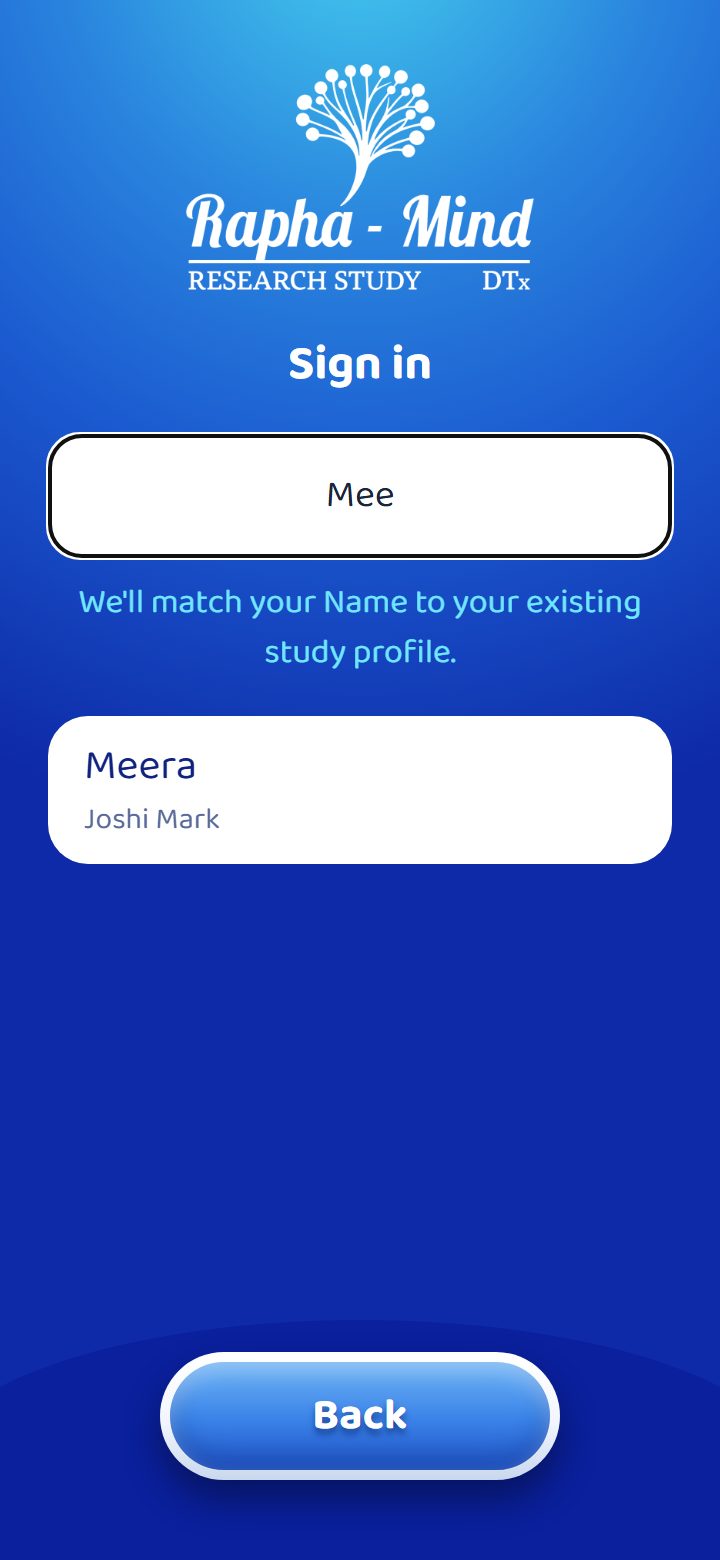 Rapha - Mind
RESEARCH STUDY DTx
Sign in
Mee
We'll match your Name to your existing
study profile.
Meera
Joshi Mark
Back